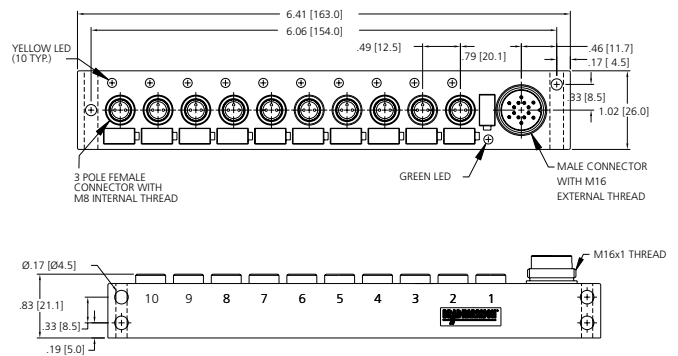 6.41 [163.0]
6.06 [154.0]
.49 [12.5]
.46 [11.7]
.79 [20.1]
.17 [ 4.5]
YELLOW LED
(10 TYP.)
.33 [8.5]
1.02 [26.0]
3 POLE FEMALE
CONNECTOR WITH
M8 INTERNAL THREAD
GREEN LED
MALE CONNECTOR
WITH M16
EXTERNAL THREAD
M16x1 THREAD
Ø.17 [Ø4.5]
10 9 8 7 6 5 4 3 2 1
.83 [21.1]
.33 [8.5]
.19 [5.0]